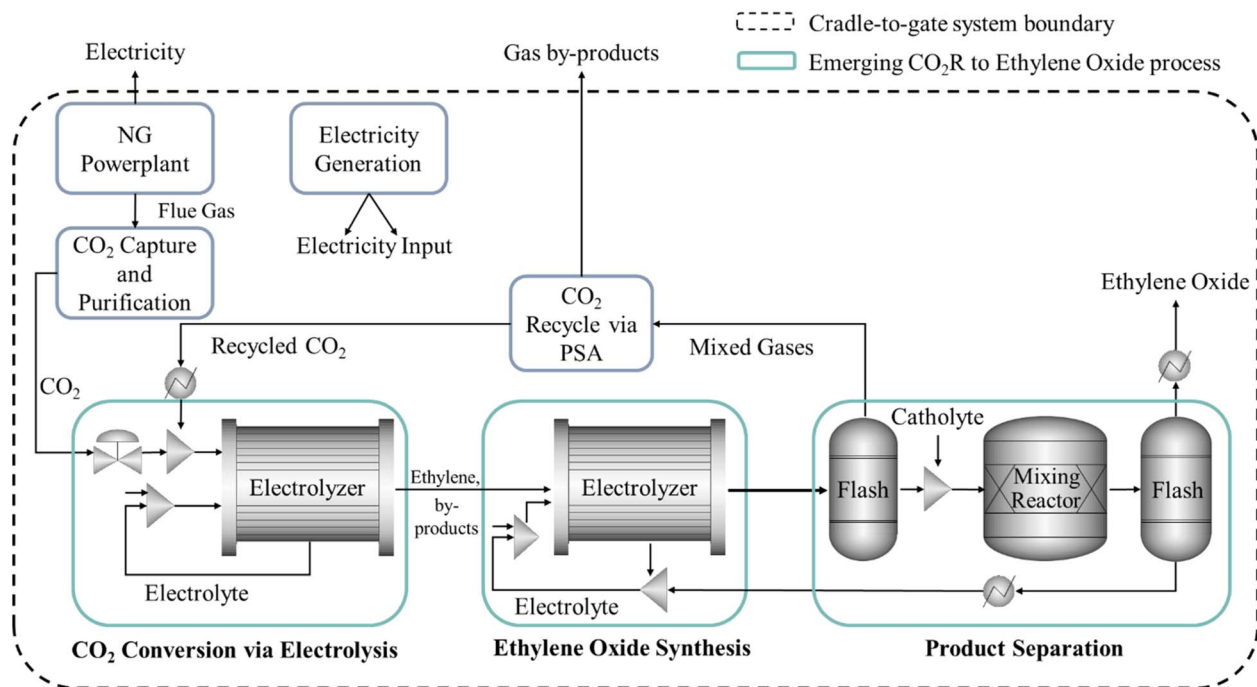 Cradle-to-gate system boundary
Emerging CO₂R to Ethylene Oxide process
Electricity
Gas by-products
NG
Powerplant
Electricity
Generation
Flue Gas
Electricity Input
CO₂ Capture
and
Purification
CO₂
Recycle via
PSA
Ethylene Oxide
Recycled CO₂
Mixed Gases
CO₂
Catholyte
Electrolyzer
Ethylene,
by-
products
Electrolyzer
Flash
Mixing
Reactor
Flash
Electrolyte
Electrolyte
CO₂ Conversion via Electrolysis
Ethylene Oxide Synthesis
Product Separation